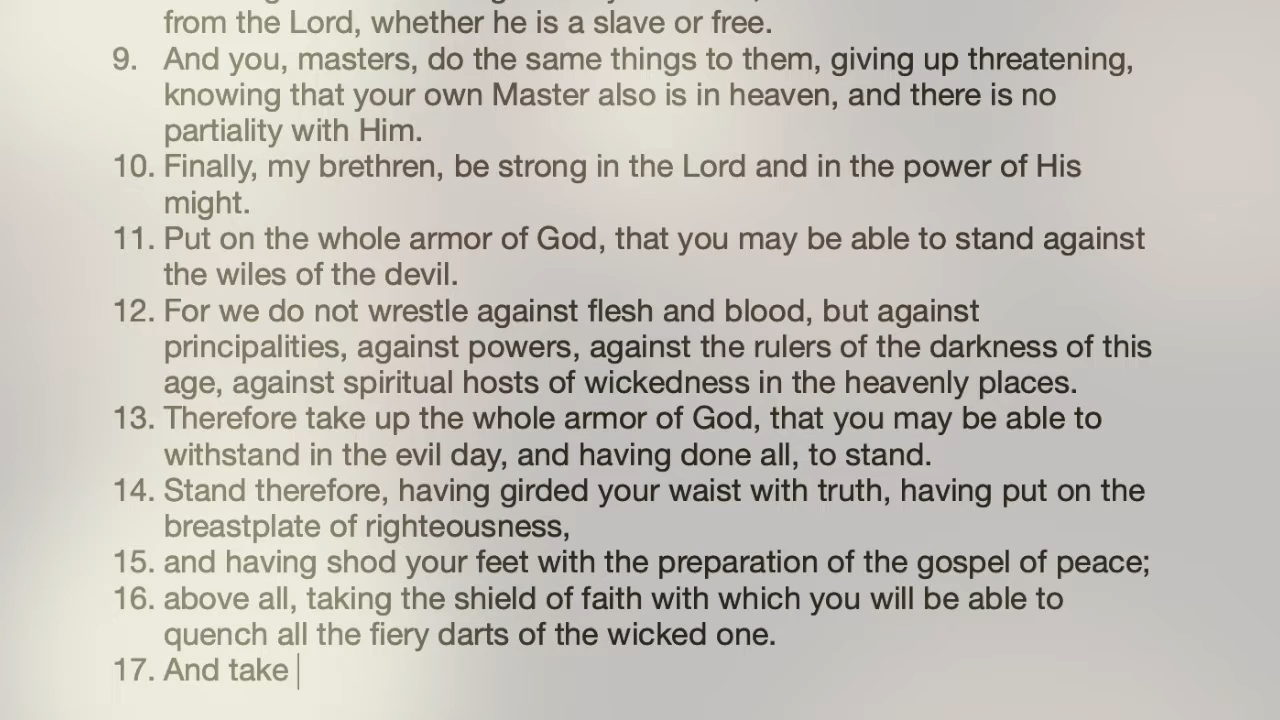 from the Lord, whether he is a slave or free.
9. And you, masters, do the same things to them, giving up threatening,
knowing that your own Master also is in heaven, and there is no
partiality with Him.
10. Finally, my brethren, be strong in the Lord and in the power of His
might.
11. Put on the whole armor of God, that you may be able to stand against
the wiles of the devil.
12. For we do not wrestle against flesh and blood, but against
principalities, against powers, against the rulers of the darkness of this
age, against spiritual hosts of wickedness in the heavenly places.
13. Therefore take up the whole armor of God, that you may be able to
withstand in the evil day, and having done all, to stand.
14. Stand therefore, having girded your waist with truth, having put on the
breastplate of righteousness,
15. and having shod your feet with the preparation of the gospel of peace;
16. above all, taking the shield of faith with which you will be able to
quench all the fiery darts of the wicked one.
17. And take